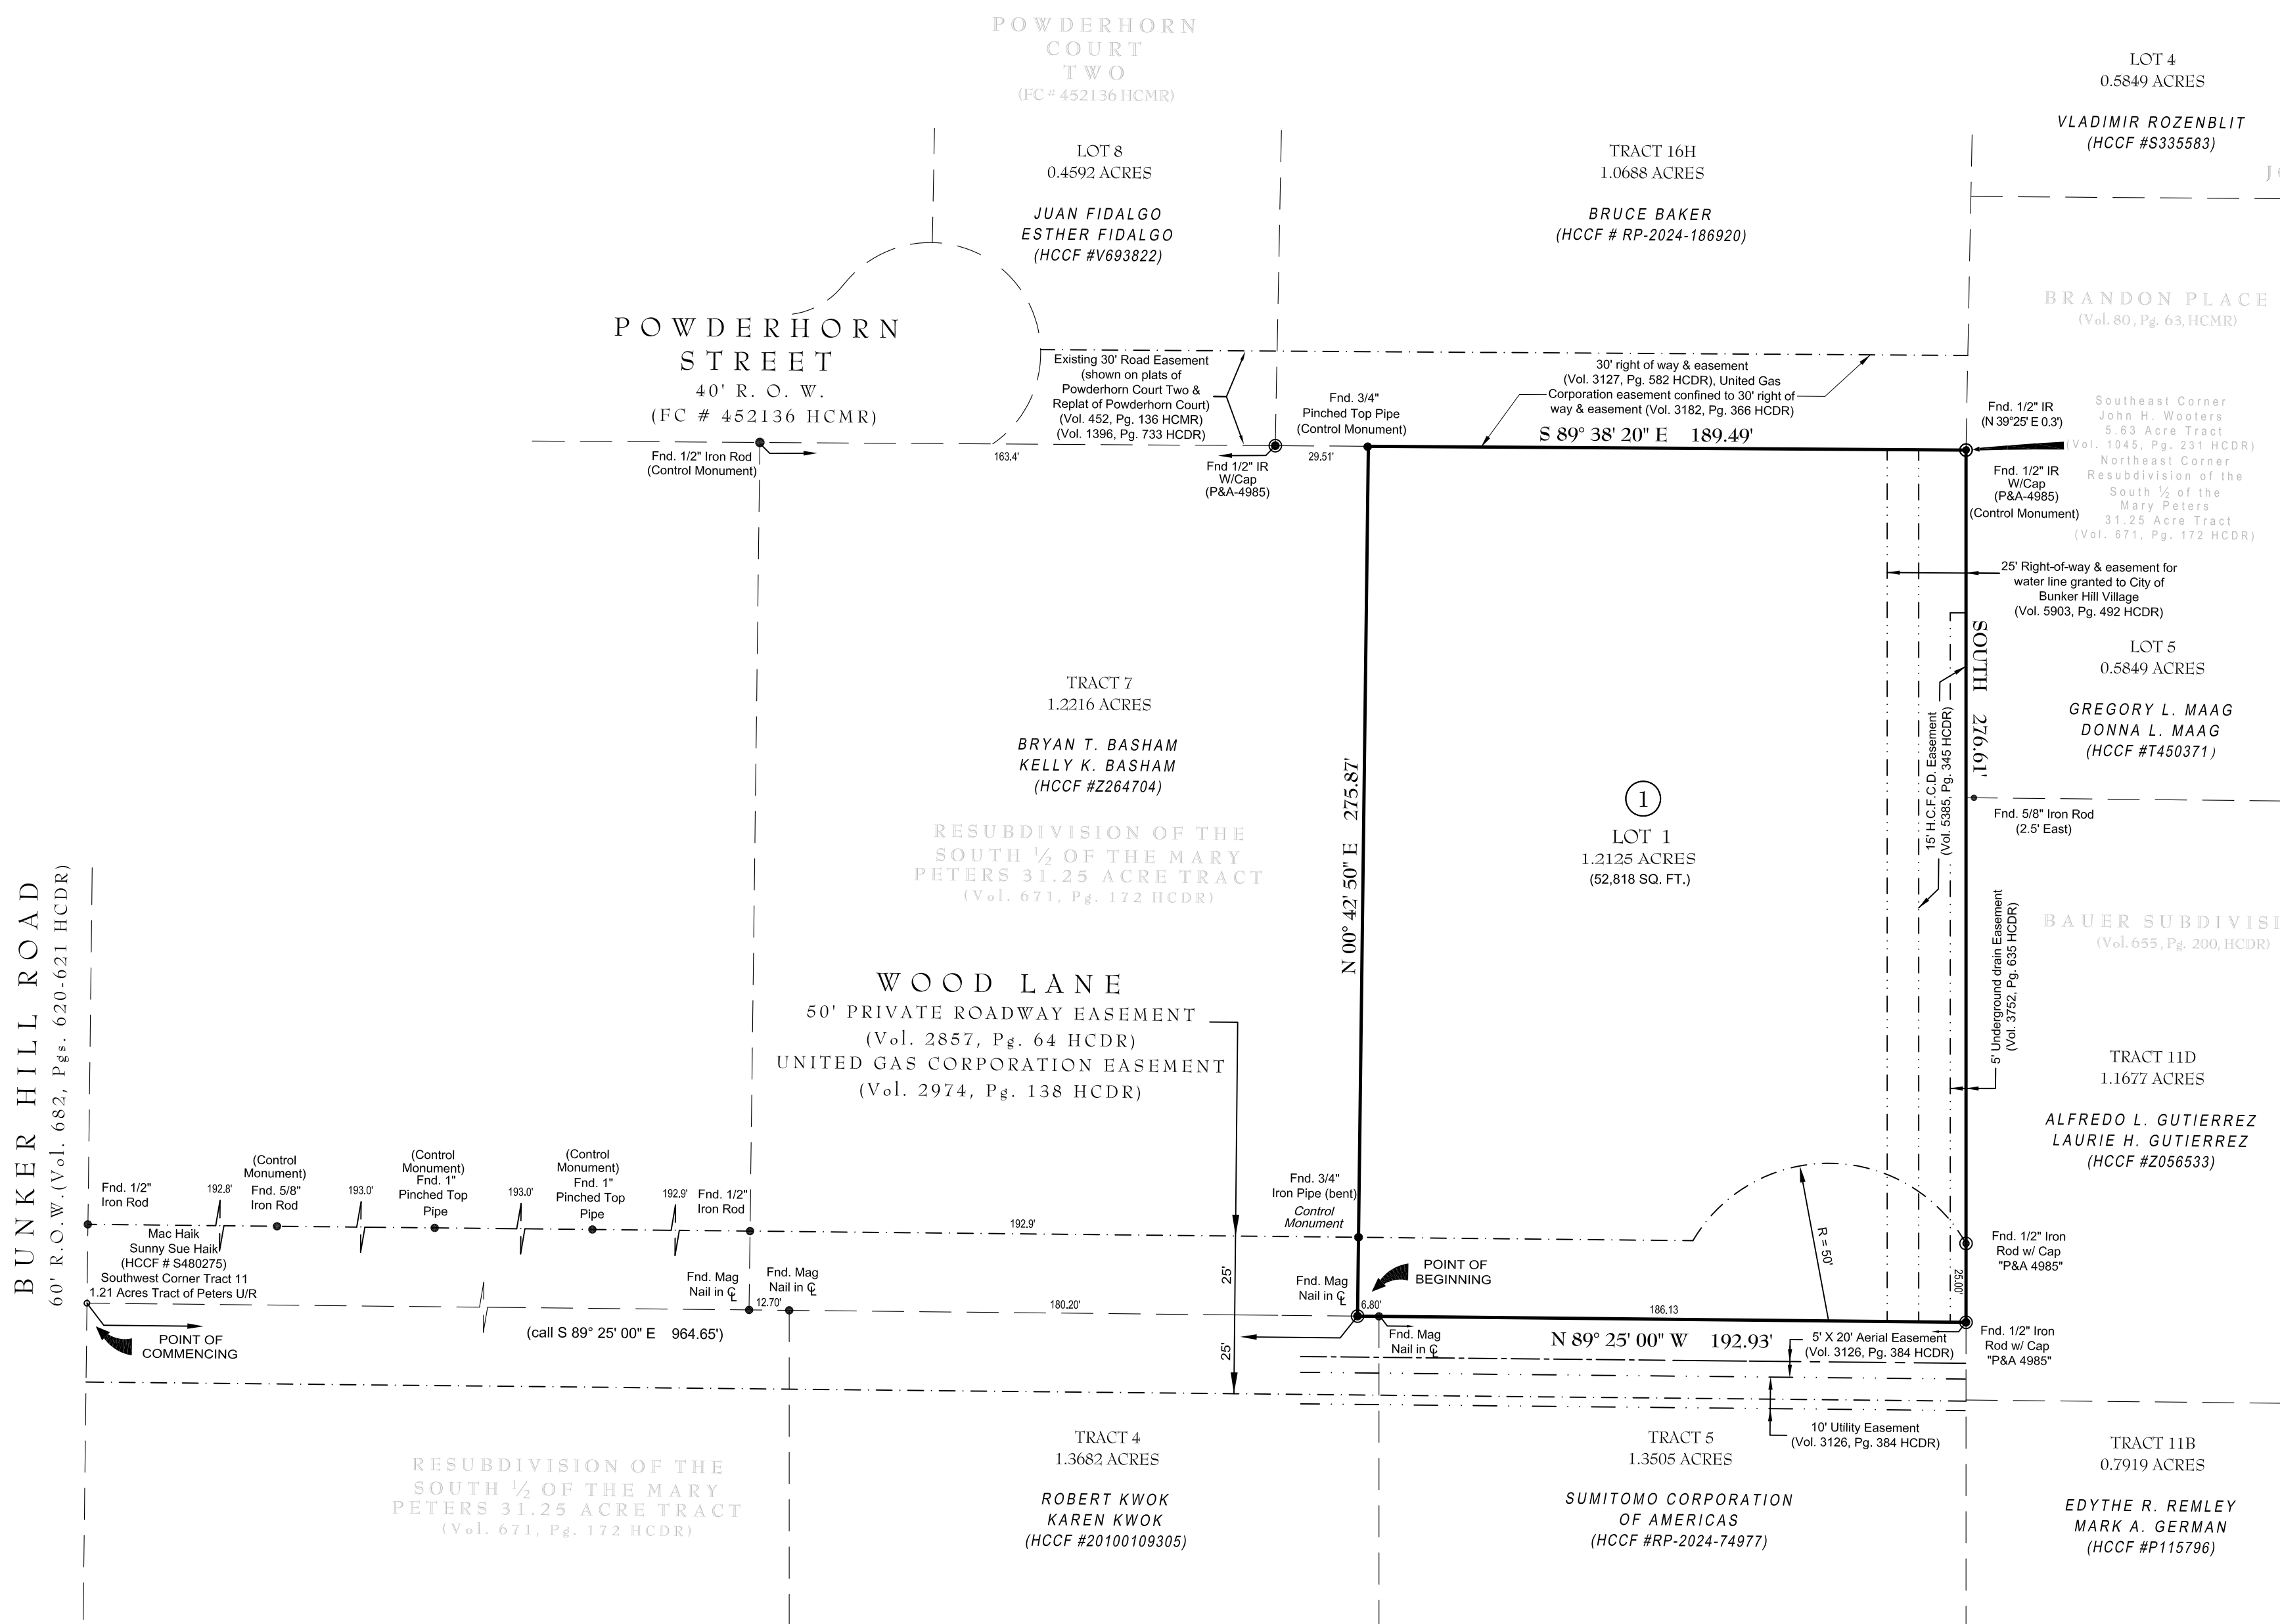 POWDERHORN
COURT
TWO
(FC # 452136 HCMR)
LOT 4
0.5849 ACRES
VLADIMIR ROZENBLIT
(HCCF #S335583)
LOT 8
0.4592 ACRES
JUAN FIDALGO
ESTHER FIDALGO
(HCCF #V693822)
TRACT 16H
1.0688 ACRES
BRUCE BAKER
(HCCF # RP-2024-186920)
BRANDON PLACE
(Vol. 80, Pg. 63, HCMR)
POWDERHORN
STREET
40' R. O. W.
(FC # 452136 HCMR)
Existing 30' Road Easement
(shown on plats of
Powderhorn Court Two &
Replat of Powderhorn Court)
(Vol. 452, Pg. 136 HCMR)
(Vol. 1396, Pg. 733 HCDR)
30' right of way & easement
(Vol. 3127, Pg. 582 HCDR), United Gas
Corporation easement confined to 30' right of
way & easement (Vol. 3182, Pg. 366 HCDR)
Fnd. 3/4"
Pinched Top Pipe
(Control Monument)
S 89° 38' 20" E 189.49'
Fnd. 1/2" IR
(N 39°25' E 0.3')
Southeast Corner
John H. Wooters
5.63 Acre Tract
(Vol. 1045, Pg. 231 HCDR)
Northeast Corner
Resubdivision of the
South ½ of the
Mary Peters
31.25 Acre Tract
(Vol. 671, Pg. 172 HCDR)
Fnd. 1/2" Iron Rod
(Control Monument)
163.4'
Fnd 1/2" IR
W/Cap
(P&A-4985)
29.51'
Fnd. 1/2" IR
W/Cap
(P&A-4985)
(Control Monument)
25' Right-of-way & easement for
water line granted to City of
Bunker Hill Village
(Vol. 5903, Pg. 492 HCDR)
SOUTH 276.61'
LOT 5
0.5849 ACRES
GREGORY L. MAAG
DONNA L. MAAG
(HCCF #T450371)
TRACT 7
1.2216 ACRES
BRYAN T. BASHAM
KELLY K. BASHAM
(HCCF #Z264704)
RESUBDIVISION OF THE
SOUTH ½ OF THE MARY
PETERS 31.25 ACRE TRACT
(Vol. 671, Pg. 172 HCDR)
N 00° 42' 50" E 275.87'
1
LOT 1
1.2125 ACRES
(52,818 SQ. FT.)
15' H.C.F.C.D. Easement
(Vol. 5385, Pg. 345 HCDR)
Fnd. 5/8" Iron Rod
(2.5' East)
5' Underground drain Easement
(Vol. 3752, Pg. 635 HCDR)
BAUER SUBDIVISI
(Vol. 655, Pg. 200, HCDR)
BUNKER HILL ROAD
60' R.O.W. (Vol. 682, Pgs. 620-621 HCDR)
WOOD LANE
50' PRIVATE ROADWAY EASEMENT
(Vol. 2857, Pg. 64 HCDR)
UNITED GAS CORPORATION EASEMENT
(Vol. 2974, Pg. 138 HCDR)
TRACT 11D
1.1677 ACRES
ALFREDO L. GUTIERREZ
LAURIE H. GUTIERREZ
(HCCF #Z056533)
Fnd. 1/2"
Iron Rod
192.8'
(Control
Monument)
Fnd. 5/8"
Iron Rod
193.0'
(Control
Monument)
Fnd. 1"
Pinched Top
Pipe
193.0'
(Control
Monument)
Fnd. 1"
Pinched Top
Pipe
192.9'
Fnd. 1/2"
Iron Rod
192.9'
Fnd. 3/4"
Iron Pipe (bent)
Control
Monument
R = 50'
Fnd. 1/2" Iron
Rod w/ Cap
"P&A 4985"
25.00'
Mac Haik
Sunny Sue Haik
(HCCF # S480275)
Southwest Corner Tract 11
1.21 Acres Tract of Peters U/R
POINT OF
COMMENCING
(call S 89° 25' 00" E 964.65')
Fnd. Mag
Nail in ℄
12.70'
Fnd. Mag
Nail in ℄
180.20'
25'
25'
Fnd. Mag
Nail in ℄
6.80'
POINT OF
BEGINNING
186.13
Fnd. Mag
Nail in ℄
N 89° 25' 00" W 192.93'
5' X 20' Aerial Easement
(Vol. 3126, Pg. 384 HCDR)
Fnd. 1/2" Iron
Rod w/ Cap
"P&A 4985"
10' Utility Easement
(Vol. 3126, Pg. 384 HCDR)
RESUBDIVISION OF THE
SOUTH ½ OF THE MARY
PETERS 31.25 ACRE TRACT
(Vol. 671, Pg. 172 HCDR)
TRACT 4
1.3682 ACRES
ROBERT KWOK
KAREN KWOK
(HCCF #20100109305)
TRACT 5
1.3505 ACRES
SUMITOMO CORPORATION
OF AMERICAS
(HCCF #RP-2024-74977)
TRACT 11B
0.7919 ACRES
EDYTHE R. REMLEY
MARK A. GERMAN
(HCCF #P115796)